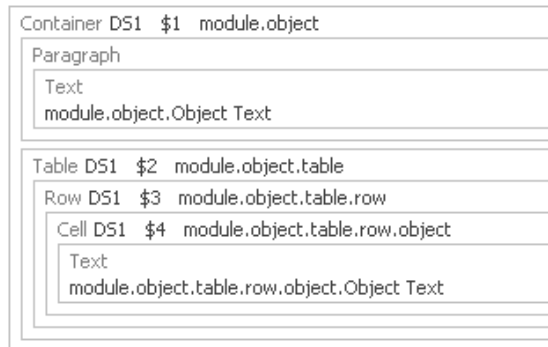 Container DS1 $1 module.object
Paragraph
Text
module.object.Object Text
Table DS1 $2 module.object.table
Row DS1 $3 module.object.table.row
Cell DS1 $4 module.object.table.row.object
Text
module.object.table.row.object.Object Text